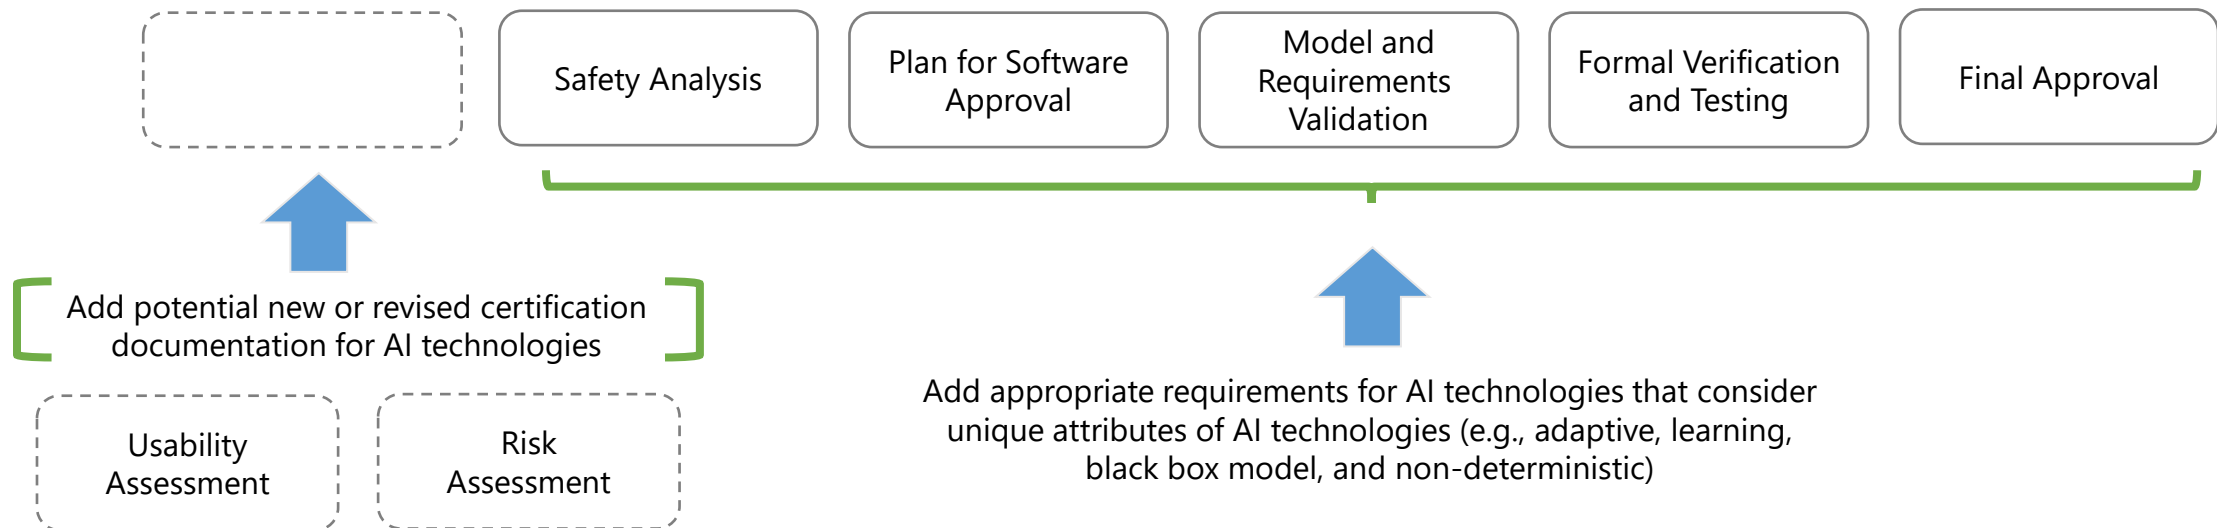 Safety Analysis
Plan for Software
Approval
Model and
Requirements
Validation
Formal Verification
and Testing
Final Approval
Add potential new or revised certification
documentation for AI technologies
Usability
Assessment
Risk
Assessment
Add appropriate requirements for AI technologies that consider
unique attributes of AI technologies (e.g., adaptive, learning,
black box model, and non-deterministic)